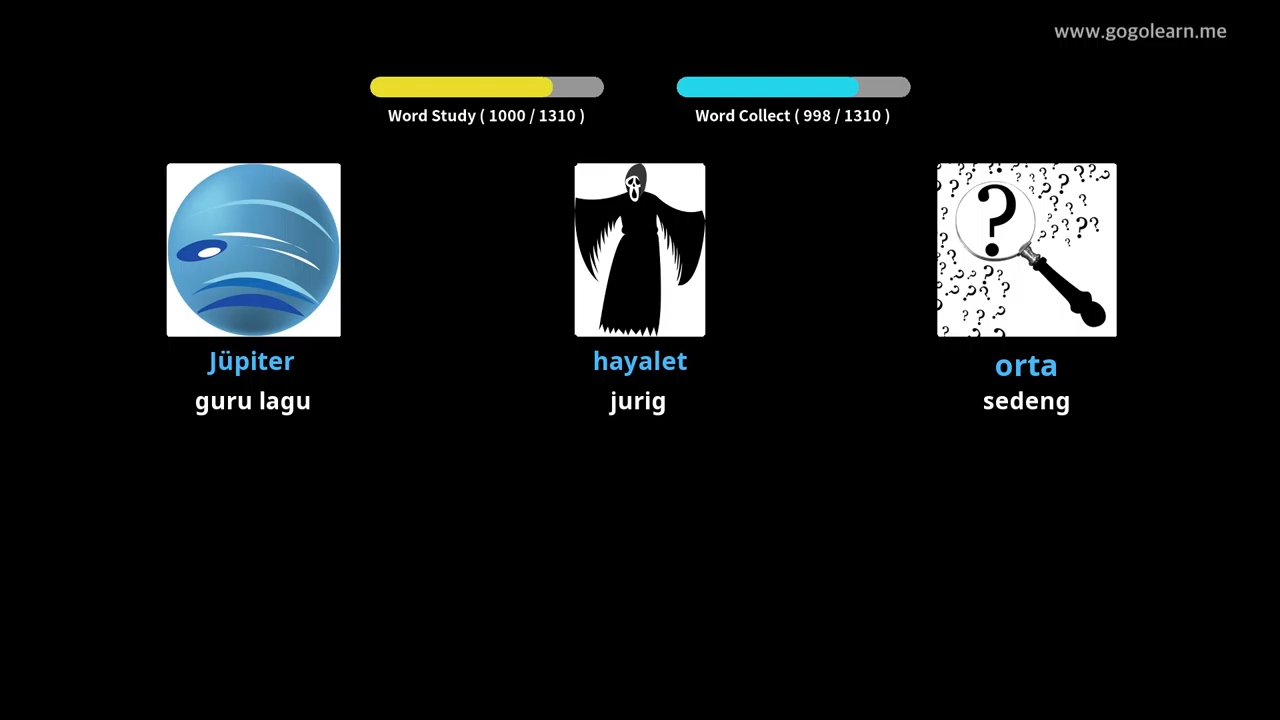 www.gogolearn.me
Word Study ( 1000 / 1310 )
Word Collect ( 998 / 1310 )
Jüpiter
guru lagu
hayalet
jurig
orta
sedeng